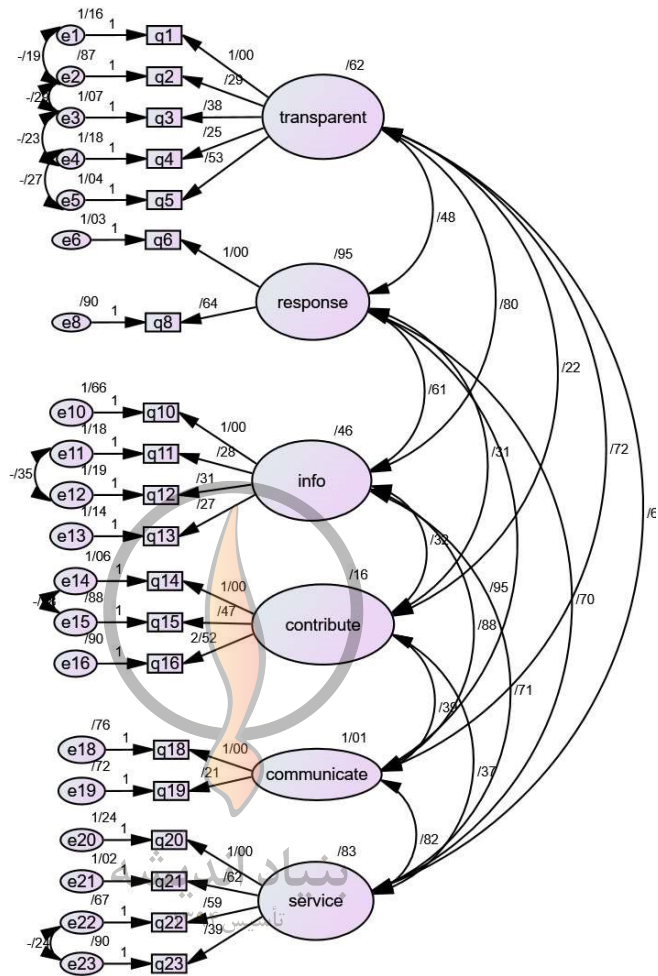 1/16
e1 1 q1
-/19 /87 1/00 /62
e2 1 q2
1/07 /29
e3 1 q3 /38 transparent
-/23 1/18 /25
e4 1 q4
-/27 1/04 /53
e5 1 q5
1/03
e6 1 q6 /48
1/00 /95
/90 response /80
e8 1 q8 /64
/22
1/66 /61
e10 1 q10
1/18 1/00 /46 /31 /72
e11 1 q11 /28
-/35 1/19 info
e12 1 q12 /31
1/14 /27
e13 1 q13 /32
1/06
e14 1 q14 /16
/88 1/00 /95 /70
e15 1 q15 /47 contribute /88
/90 2/52
e16 1 q16
/71
/76 /39
e18 1 q18 1/00 1/01
/72 communicate /37
e19 1 q19 /21
1/24
e20 1 q20 /82
1/02 1/00 /83
e21 1 q21 /62
بنیاد اندیشه
/67 service
e22 1 q22 /59
تأسیس
-/24 /90 /39
e23 1 q23